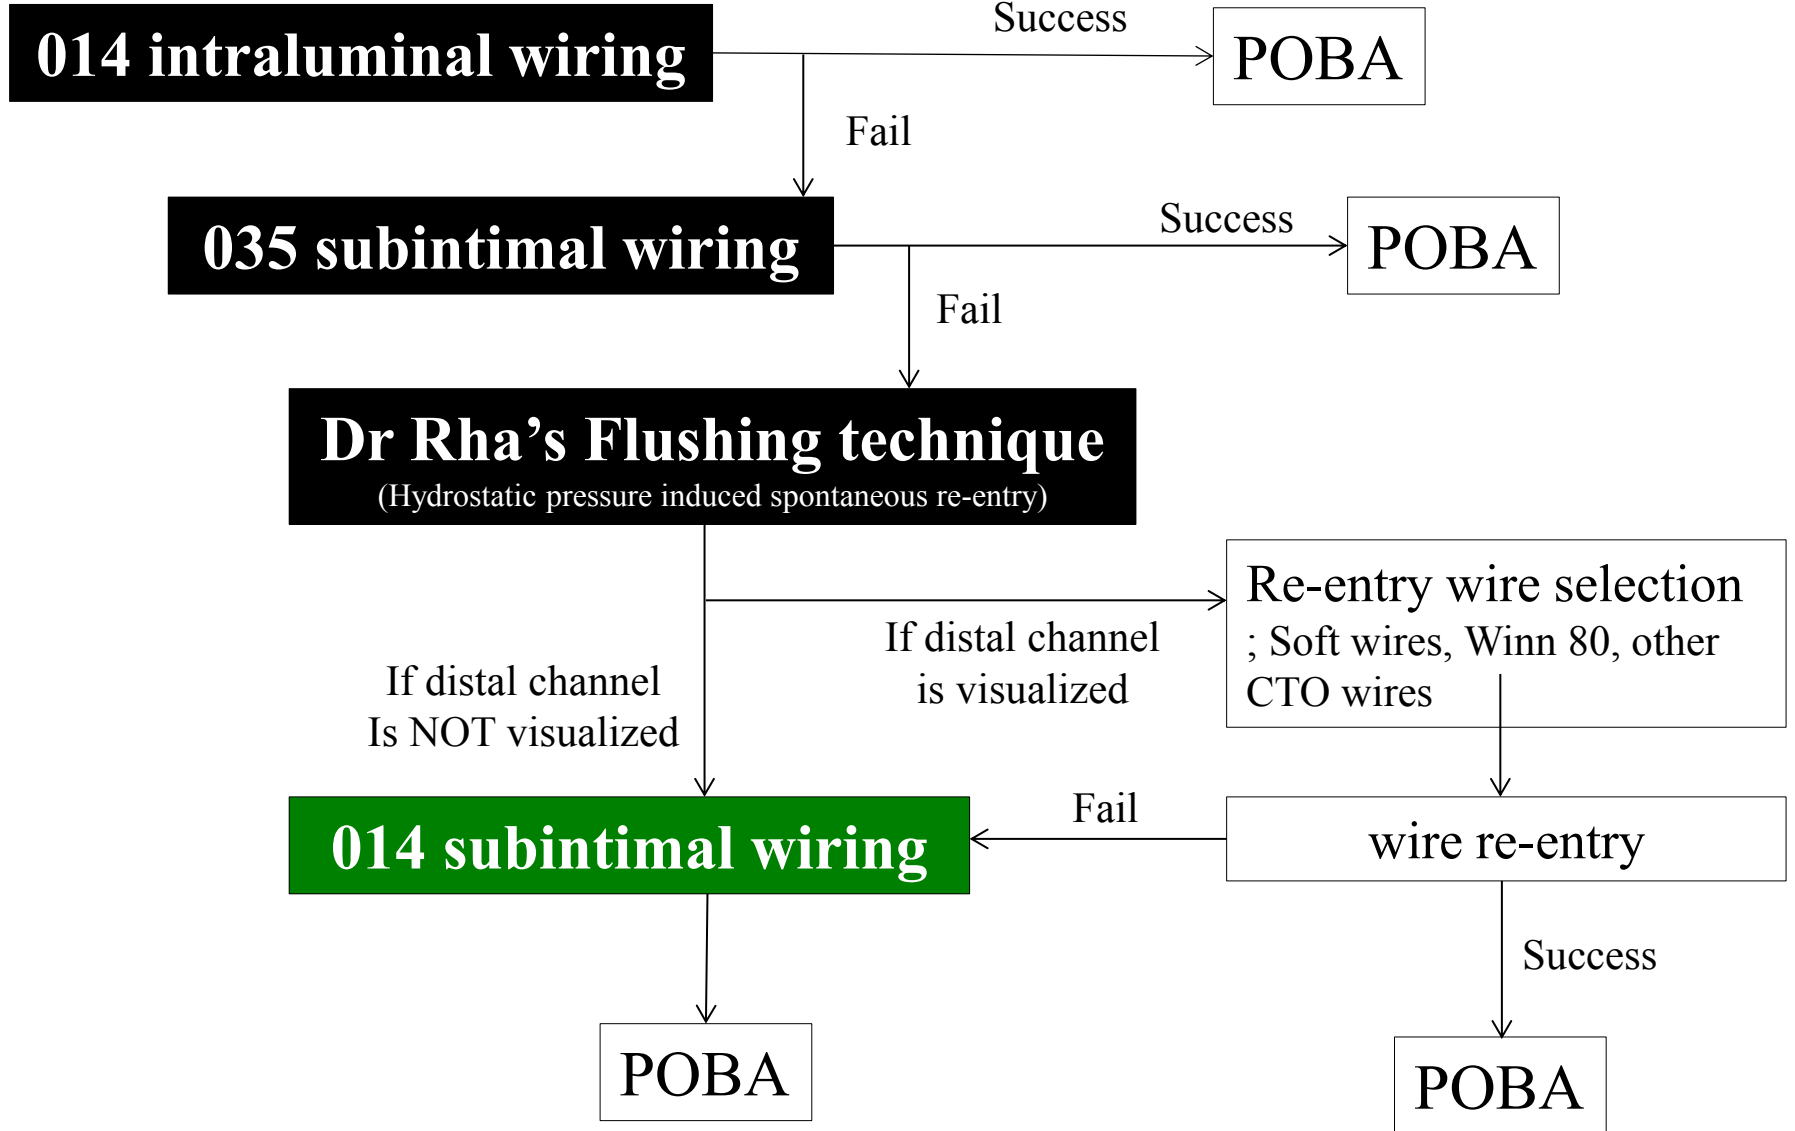 Success
014 intraluminal wiring
POBA
Fail
035 subintimal wiring
Success
POBA
Fail
Dr Rha’s Flushing technique
(Hydrostatic pressure induced spontaneous re-entry)
Re-entry wire selection
; Soft wires, Winn 80, other
CTO wires
If distal channel
is visualized
If distal channel
Is NOT visualized
014 subintimal wiring
Fail
wire re-entry
Success
POBA
POBA